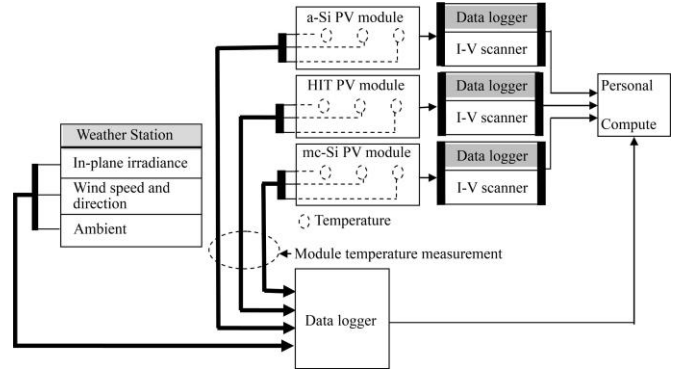 a-Si PV module
Data logger
I-V scanner
HIT PV module
Data logger
I-V scanner
Personal
Compute
Weather Station
In-plane irradiance
Wind speed and
direction
Ambient
mc-Si PV module
Data logger
I-V scanner
Temperature
Module temperature measurement
Data logger